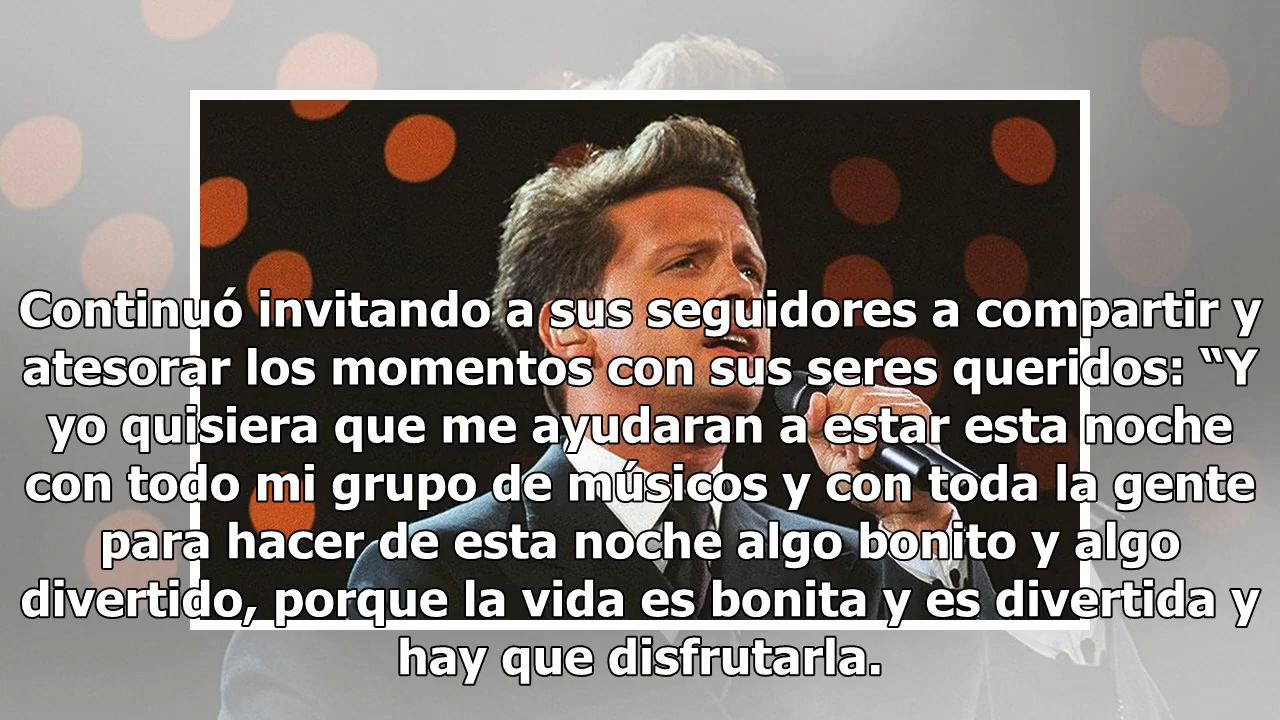 Continuó invitando a sus seguidores a compartir y
atesorar los momentos con sus seres queridos: “Y
yo quisiera que me ayudaran a estar esta noche
con todo mi grupo de músicos y con toda la gente
para hacer de esta noche algo bonito y algo
divertido, porque la vida es bonita y es divertida y
hay que disfrutarla.